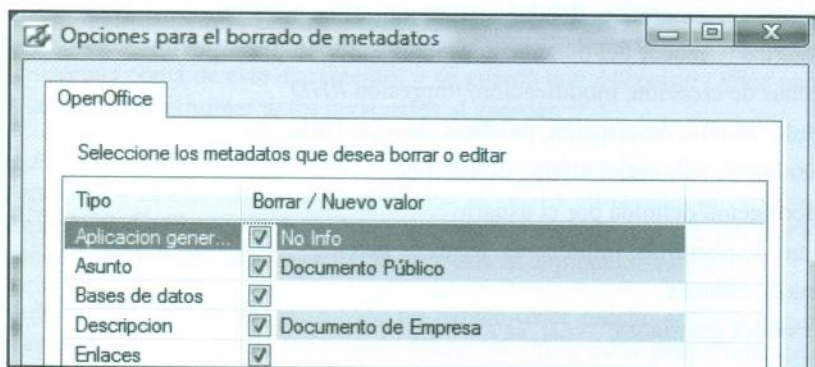 Opciones para el borrado de metadatos
OpenOffice
Seleccione los metadatos que desea borrar o editar
Tipo Borrar / Nuevo valor
Aplicacion gener... No Info
Asunto Documento Público
Bases de datos
Descripcion Documento de Empresa
Enlaces